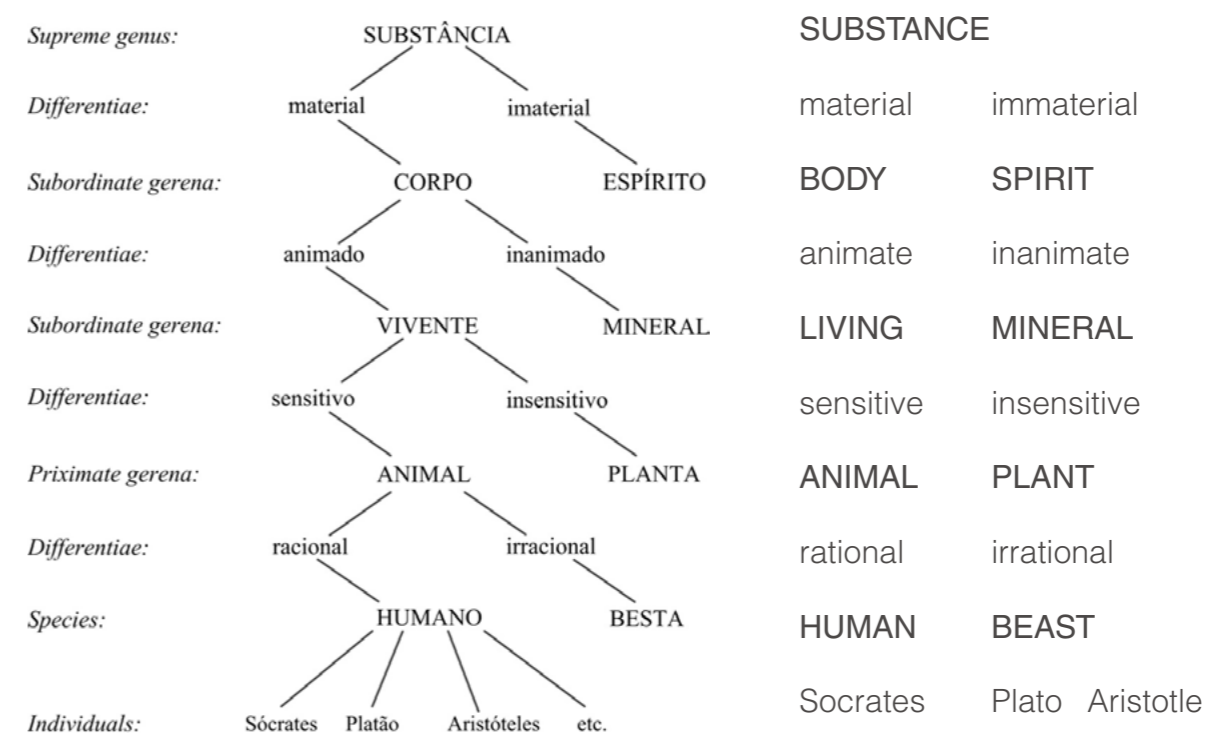 Supreme genus: SUBSTÂNCIA SUBSTANCE
Differentiae: material imaterial material immaterial
Subordinate gerena: CORPO ESPÍRITO BODY SPIRIT
Differentiae: animado inanimado animate inanimate
Subordinate gerena: VIVENTE MINERAL LIVING MINERAL
Differentiae: sensitivo insensitivo sensitive insensitive
Priximate gerena: ANIMAL PLANTA ANIMAL PLANT
Differentiae: racional irracional rational irrational
Species: HUMANO BESTA HUMAN BEAST
Individuals: Sócrates Platão Aristóteles etc. Socrates Plato Aristotle